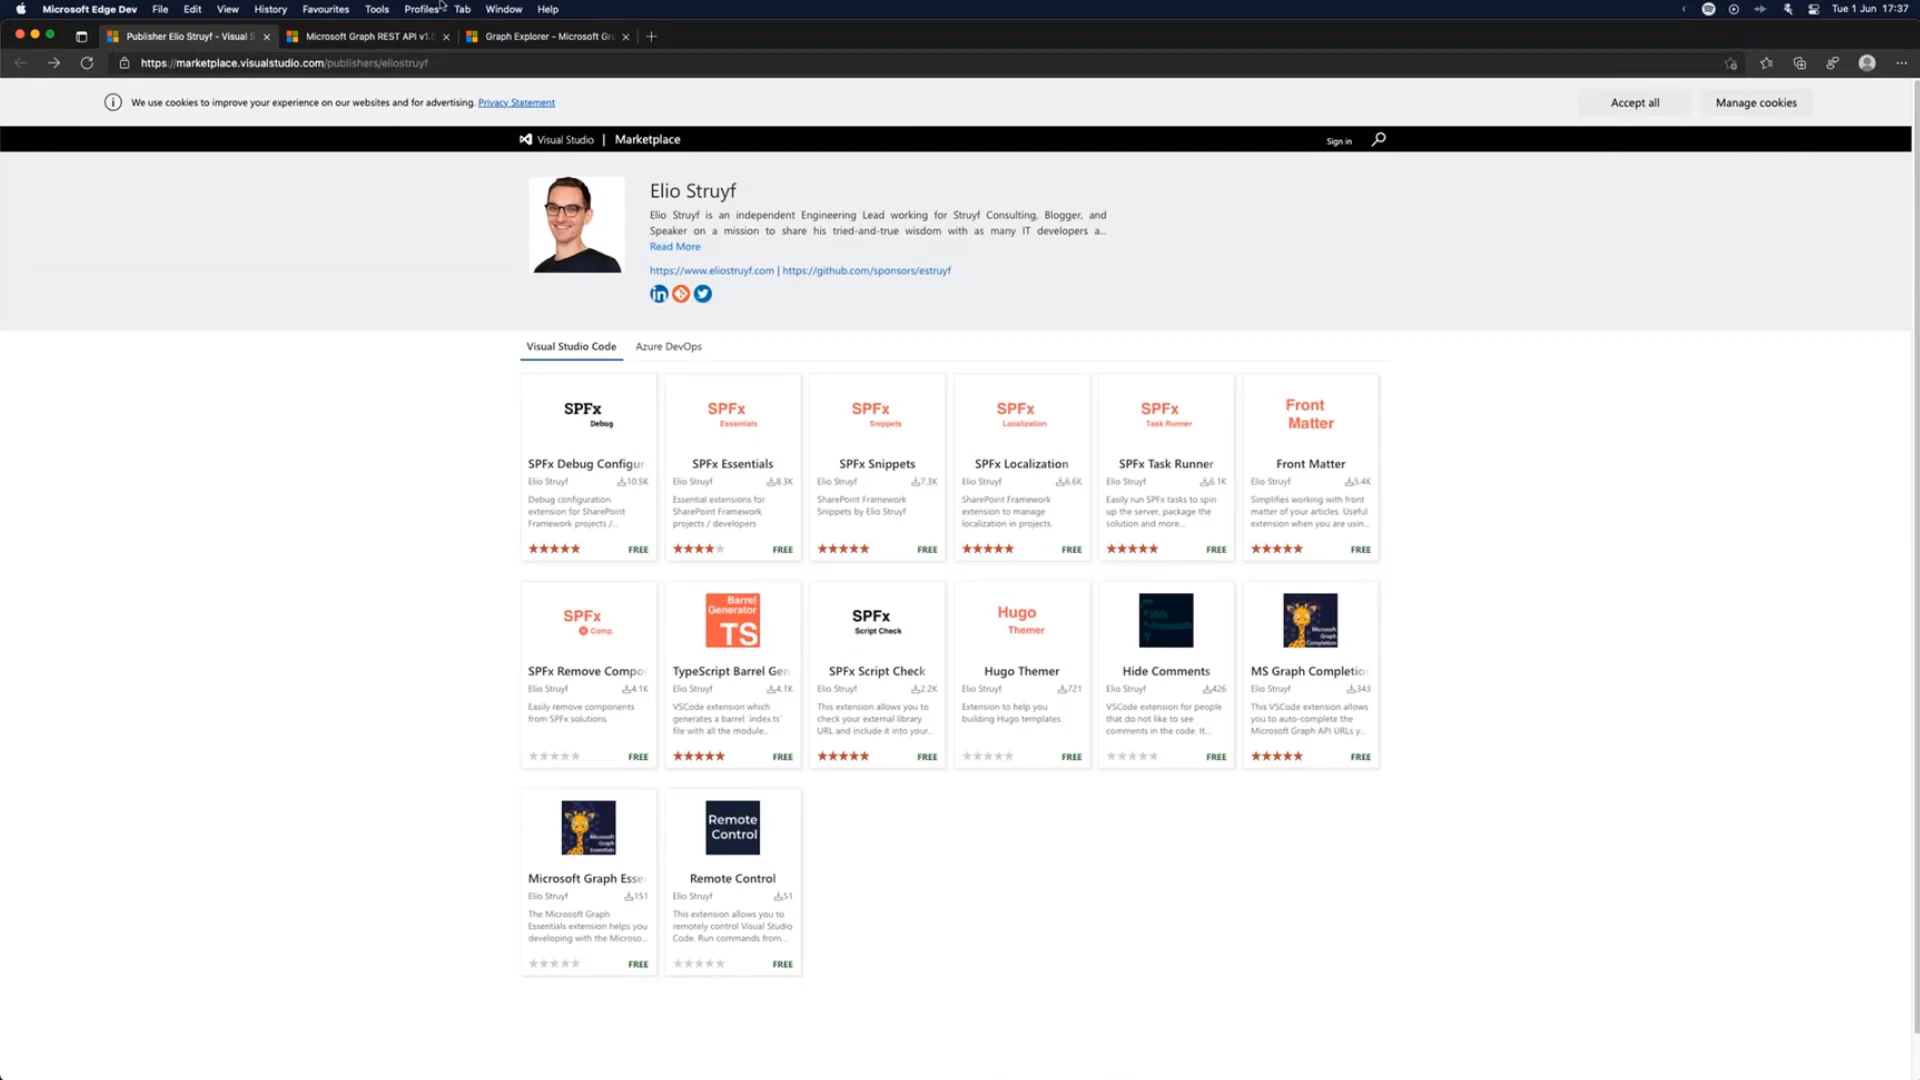 Microsoft Edge Dev File Edit View History Favourites Tools Profiles Tab Window Help
Tue 1 Jun 17:37
Publisher Elio Struyf - Visual S
Microsoft Graph REST API v1.0
Graph Explorer - Microsoft Gr
https://marketplace.visualstudio.com/publishers/eliostruyf
We use cookies to improve your experience on our websites and for advertising. Privacy Statement
Accept all
Manage cookies
Visual Studio | Marketplace
Sign in
Elio Struyf
Elio Struyf is an independent Engineering Lead working for Struyf Consulting, Blogger, and
Speaker on a mission to share his tried-and-true wisdom with as many IT developers a...
Read More
https://www.eliostruyf.com | https://github.com/sponsors/estruyf
in
Visual Studio Code
Azure DevOps
SPFx
Debug
SPFx Debug Configur
Elio Struyf 10.5K
Debug configuration
extension for SharePoint
Framework projects /...
FREE
SPFx
Essentials
SPFx Essentials
Elio Struyf 8.3K
Essential extensions for
SharePoint Framework
projects / developers
FREE
SPFx
Snippets
SPFx Snippets
Elio Struyf 7.3K
SharePoint Framework
Snippets by Elio Struyf
FREE
SPFx
Localization
SPFx Localization
Elio Struyf 6.6K
SharePoint Framework
extension to manage
localization in projects.
FREE
SPFx
Task Runner
SPFx Task Runner
Elio Struyf 6.1K
Easily run SPFx tasks to spin
up the server, package the
solution and more...
FREE
Front
Matter
Front Matter
Elio Struyf 5.4K
Simplifies working with front
matter of your articles. Useful
extension when you are usin...
FREE
SPFx
Comp.
SPFx Remove Compo
Elio Struyf 4.1K
Easily remove components
from SPFx solutions
FREE
Barrel
Generator
TS
TypeScript Barrel Gen
Elio Struyf 4.1K
VSCode extension which
generates a barrel `index.ts`
file with all the module...
FREE
SPFx
Script Check
SPFx Script Check
Elio Struyf 2.2K
This extension allows you to
check your external library
URL and include it into your...
FREE
Hugo
Themer
Hugo Themer
Elio Struyf 721
Extension to help you
building Hugo templates
FREE
Hide Comments
Elio Struyf 426
VSCode extension for people
that do not like to see
comments in the code. It...
FREE
Microsoft
Graph
Completion
MS Graph Completion
Elio Struyf 343
This VSCode extension allows
you to auto-complete the
Microsoft Graph API URLs y...
FREE
Microsoft
Graph
Essentials
Microsoft Graph Esse
Elio Struyf 151
The Microsoft Graph
Essentials extension helps you
developing with the Microso...
FREE
Remote
Control
Remote Control
Elio Struyf 51
This extension allows you to
remotely control Visual Studio
Code. Run commands from...
FREE